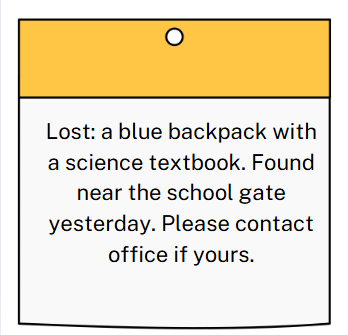 Lost: a blue backpack with
a science textbook. Found
near the school gate
yesterday. Please contact
office if yours.